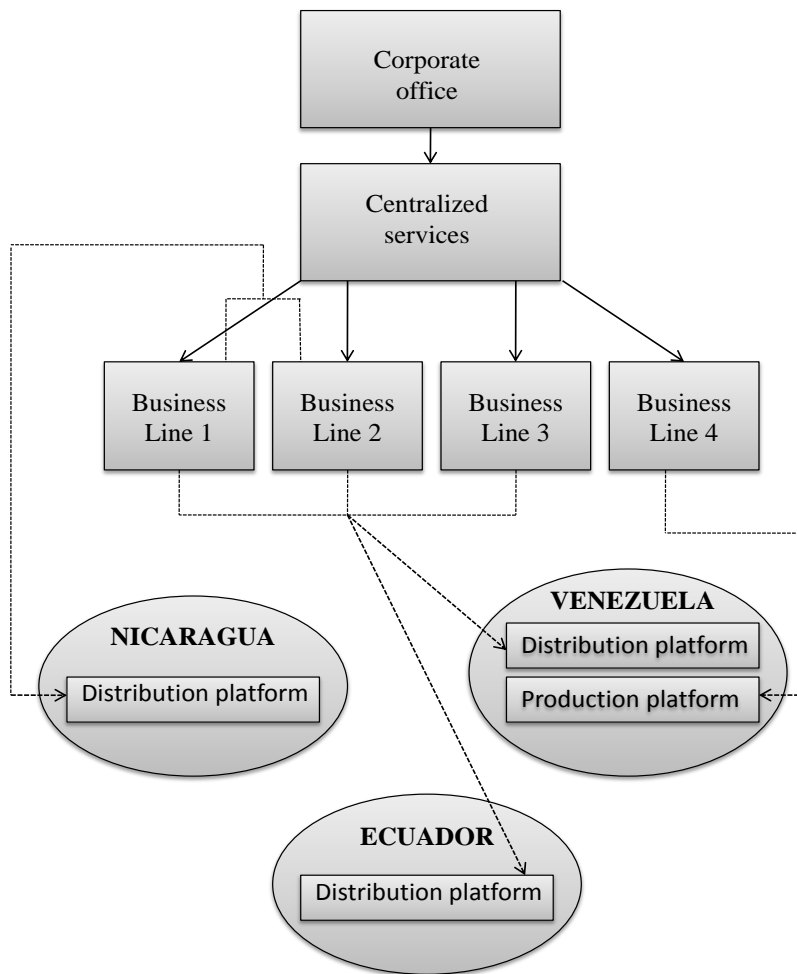 Corporate
office
Centralized
services
Business
Line 1
Business
Line 2
Business
Line 3
Business
Line 4
NICARAGUA
Distribution platform
VENEZUELA
Distribution platform
Production platform
ECUADOR
Distribution platform